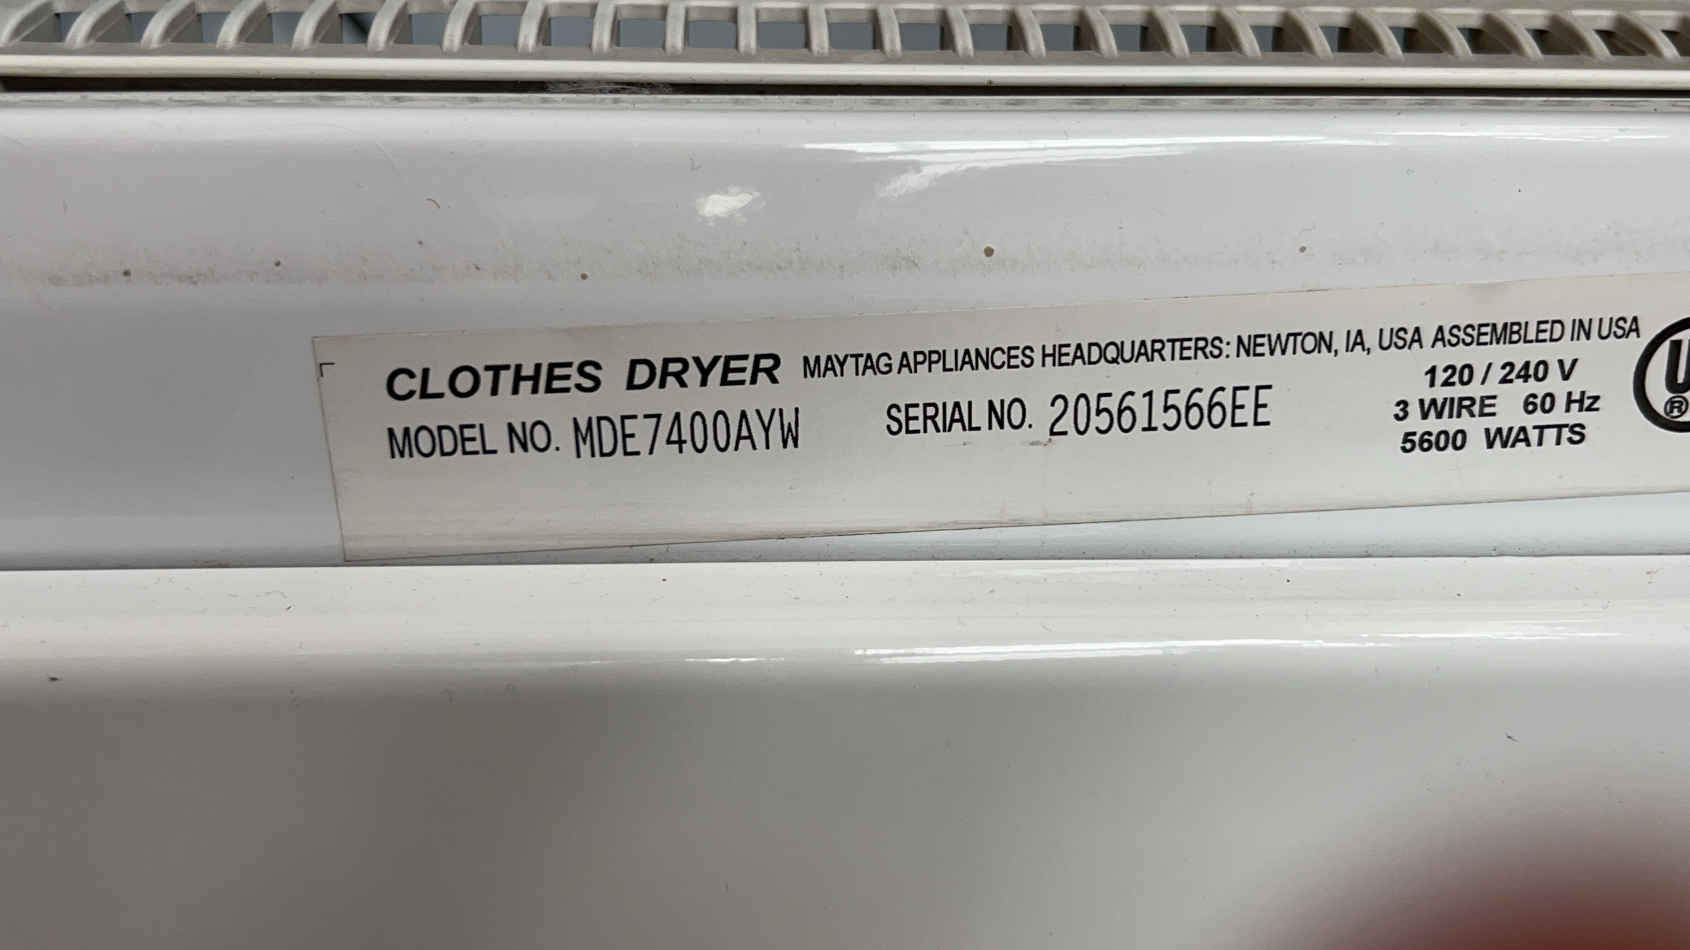 CLOTHES DRYER MAYTAG APPLIANCES HEADQUARTERS: NEWTON, IA, USA ASSEMBLED IN USA
MODEL NO. MDE7400AYW SERIAL NO. 20561566EE
120 / 240 V
3 WIRE 60 Hz
5600 WATTS
U
®